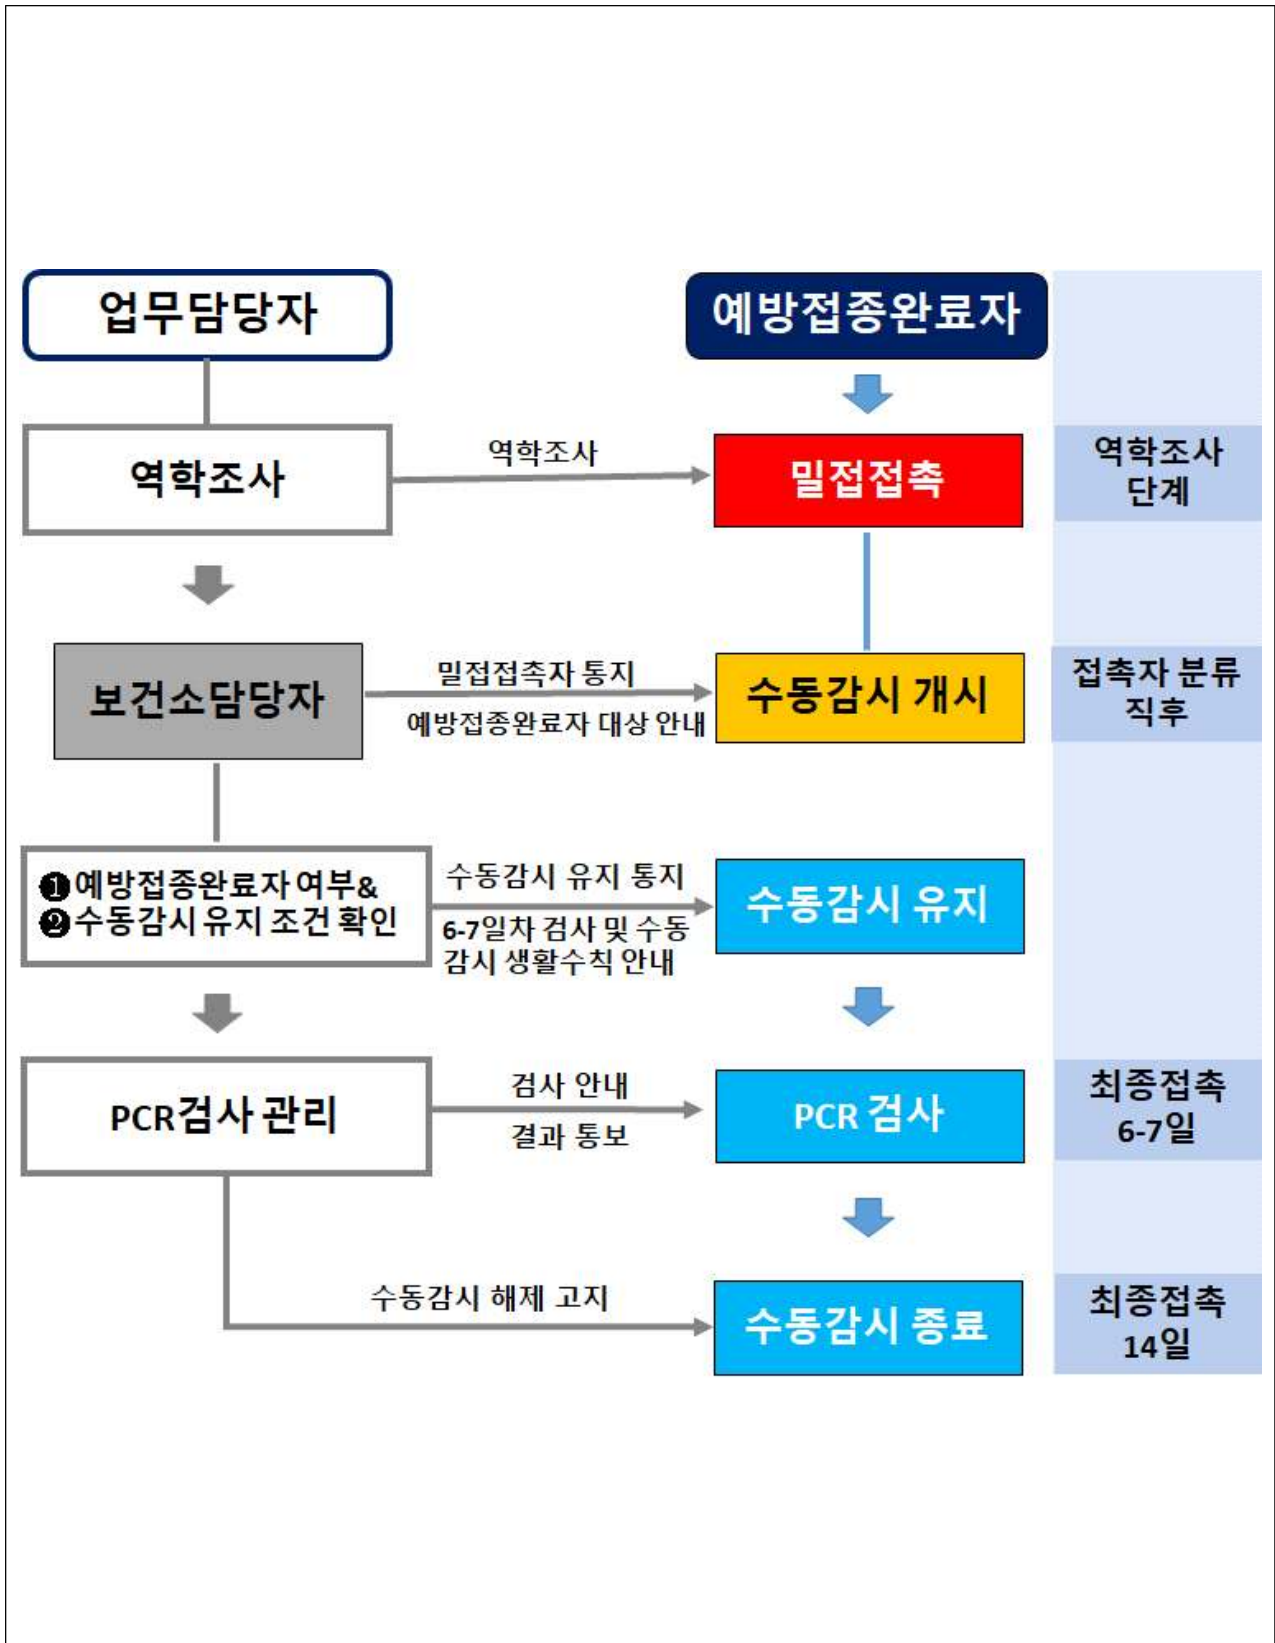 업무담당자
예방접종완료자
역학조사
역학조사
밀접접촉
역학조사
단계
보건소담당자
밀접접촉자 통지
예방접종완료자 대상 안내
수동감시 개시
접촉자 분류
직후
❶예방접종완료자 여부&
❷수동감시 유지 조건 확인
수동감시 유지 통지
6-7일차 검사 및 수동
감시 생활수칙 안내
수동감시 유지
PCR검사 관리
검사 안내
결과 통보
PCR 검사
최종접촉
6-7일
수동감시 해제 고지
수동감시 종료
최종접촉
14일